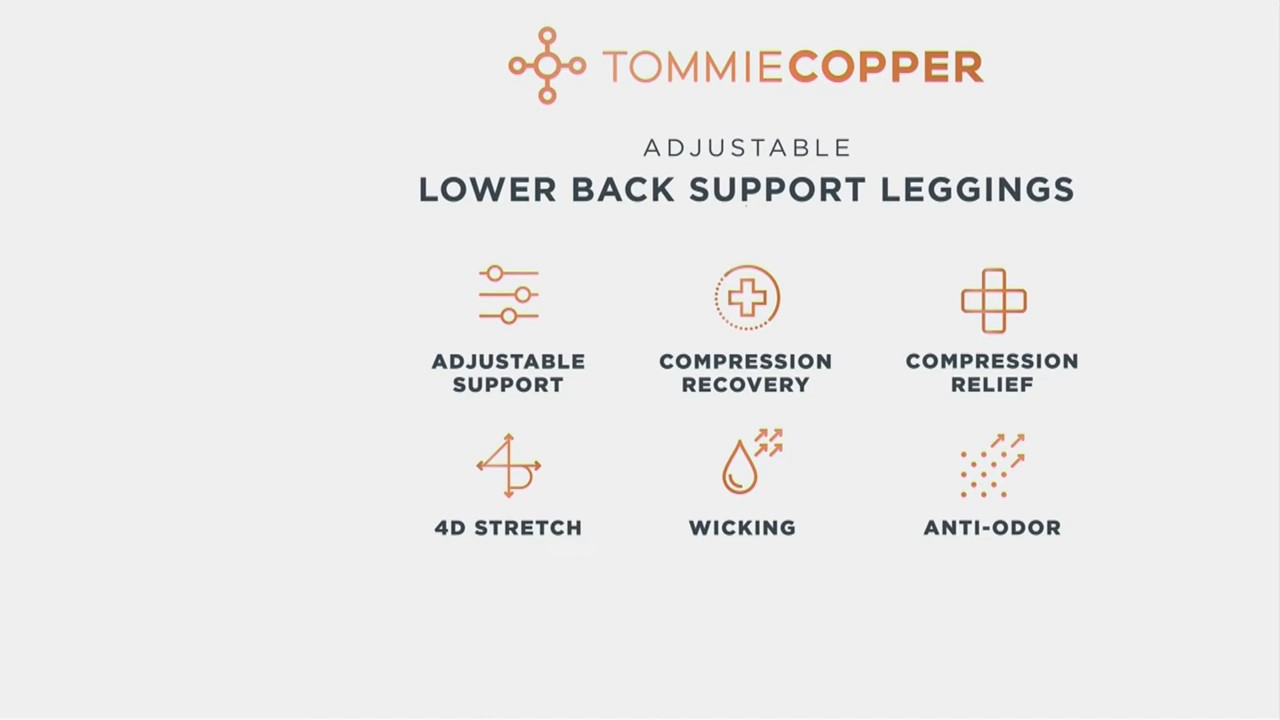 TOMMIECOPPER
ADJUSTABLE
LOWER BACK SUPPORT LEGGINGS
ADJUSTABLE
SUPPORT
COMPRESSION
RECOVERY
COMPRESSION
RELIEF
4D STRETCH
WICKING
ANTI-ODOR